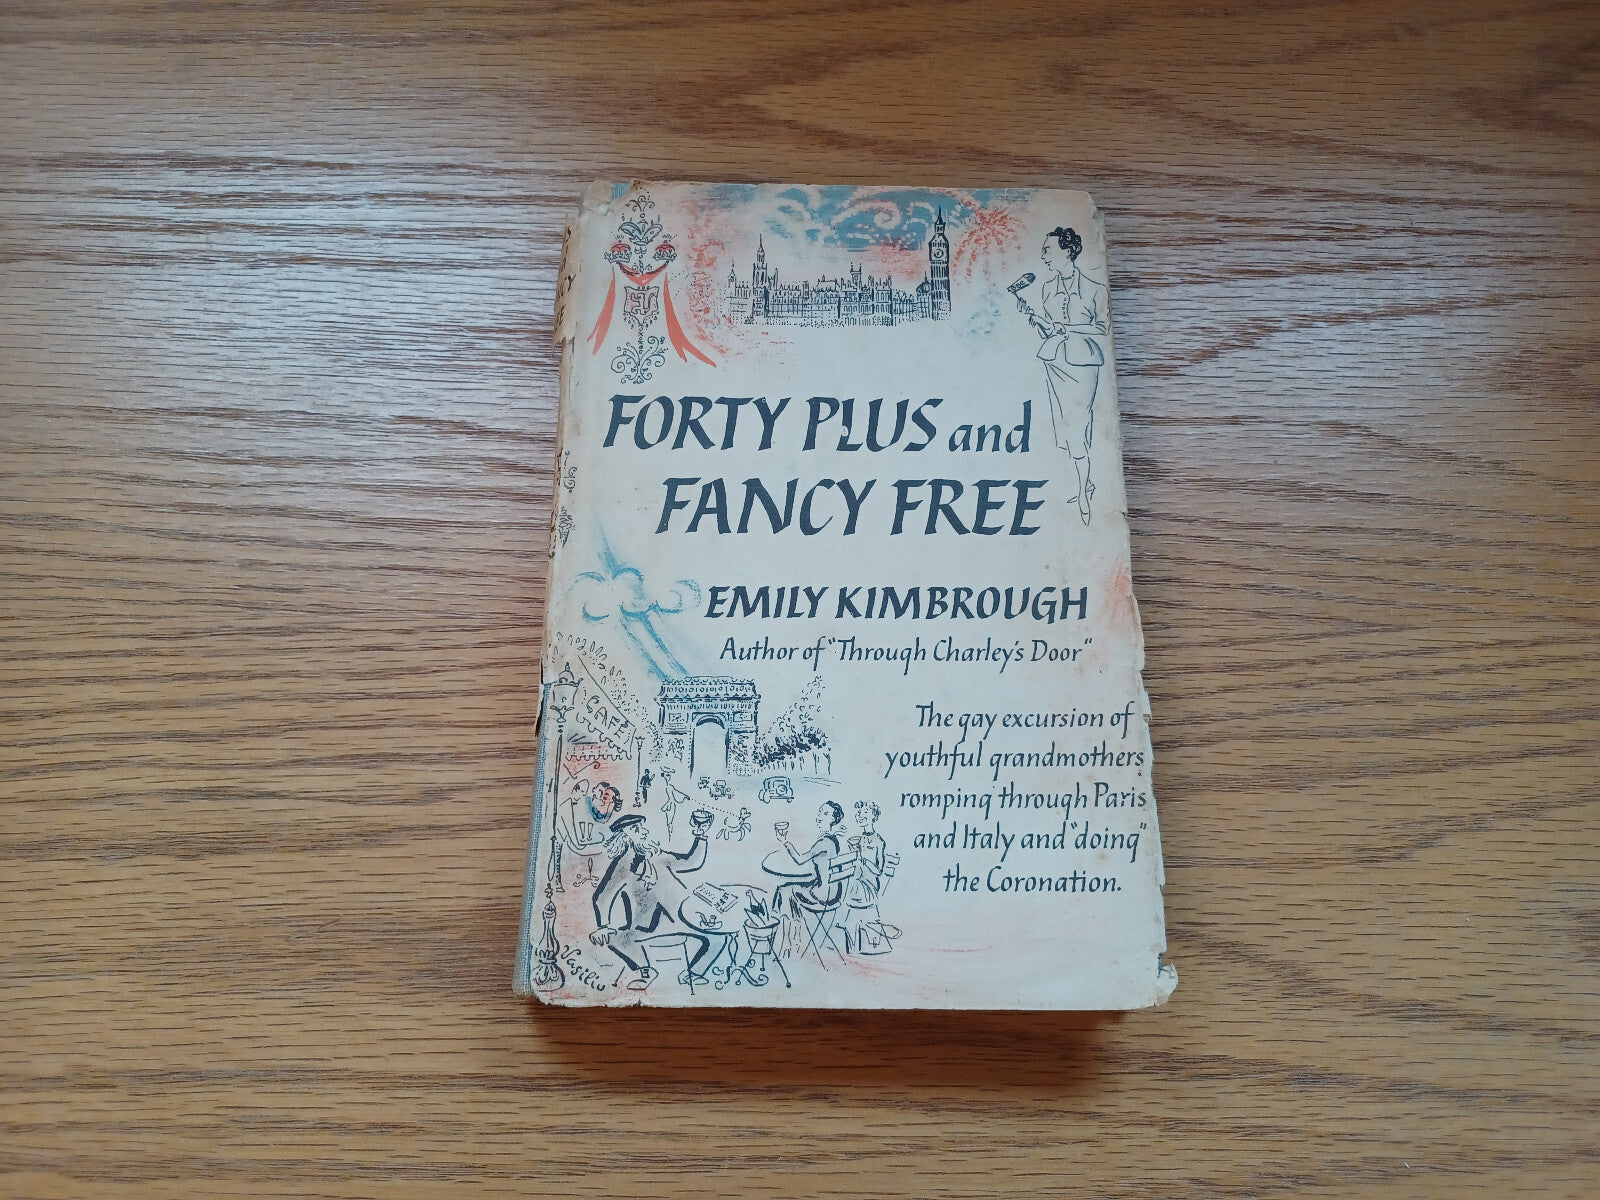 FORTY PLUS and
FANCY FREE
EMILY KIMBROUGH
Author of "Through Charley's Door"
The gay excursion of
youthful grandmothers
romping through Paris
and Italy and "doing"
the Coronation.
CAFE
Vasiliu